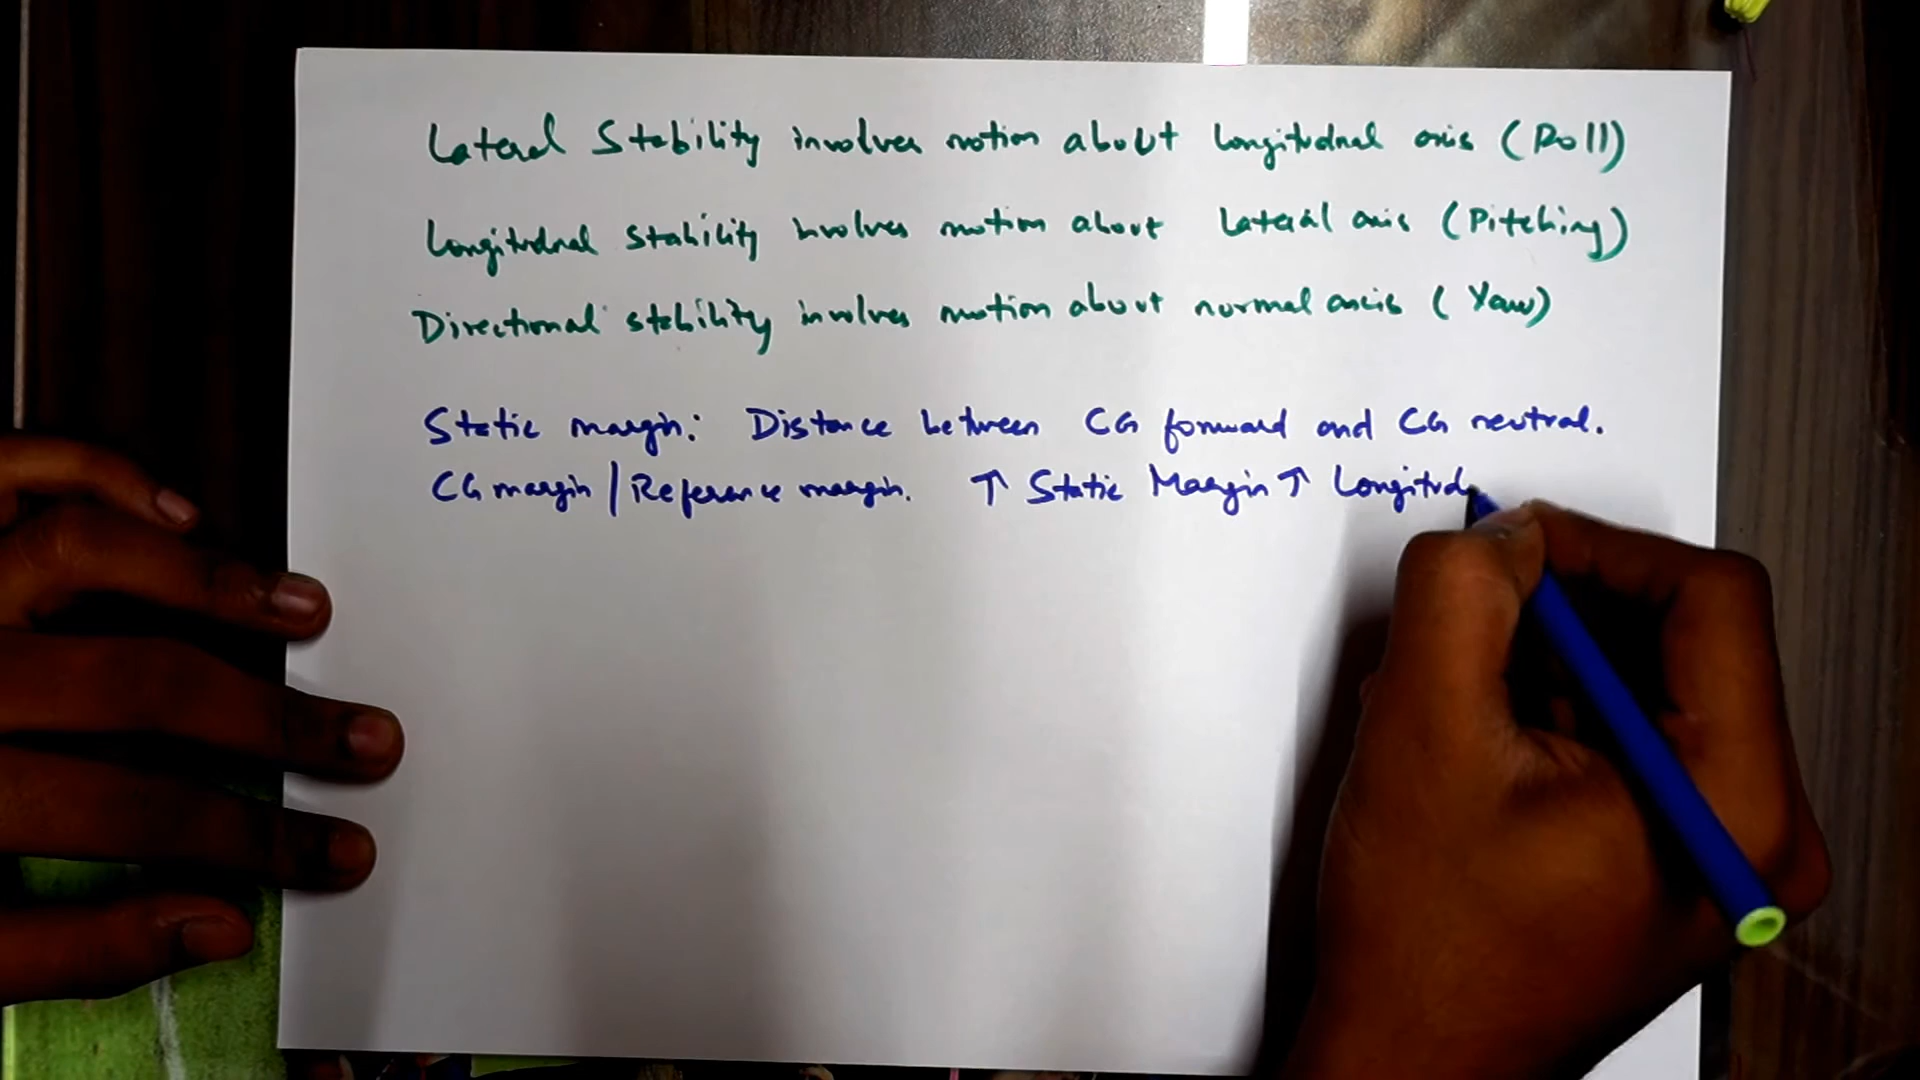 Lateral Stability involves motion about Longitudnal axis (Roll)
Longitudnal stability involves motion about Lateral axis (Pitching)
Directional stability involves motion about normal axis (Yaw)
Static margin: Distance between CG forward and CG neutral.
CG margin / Reference margin. ↑ Static Margin ↑ Longitud